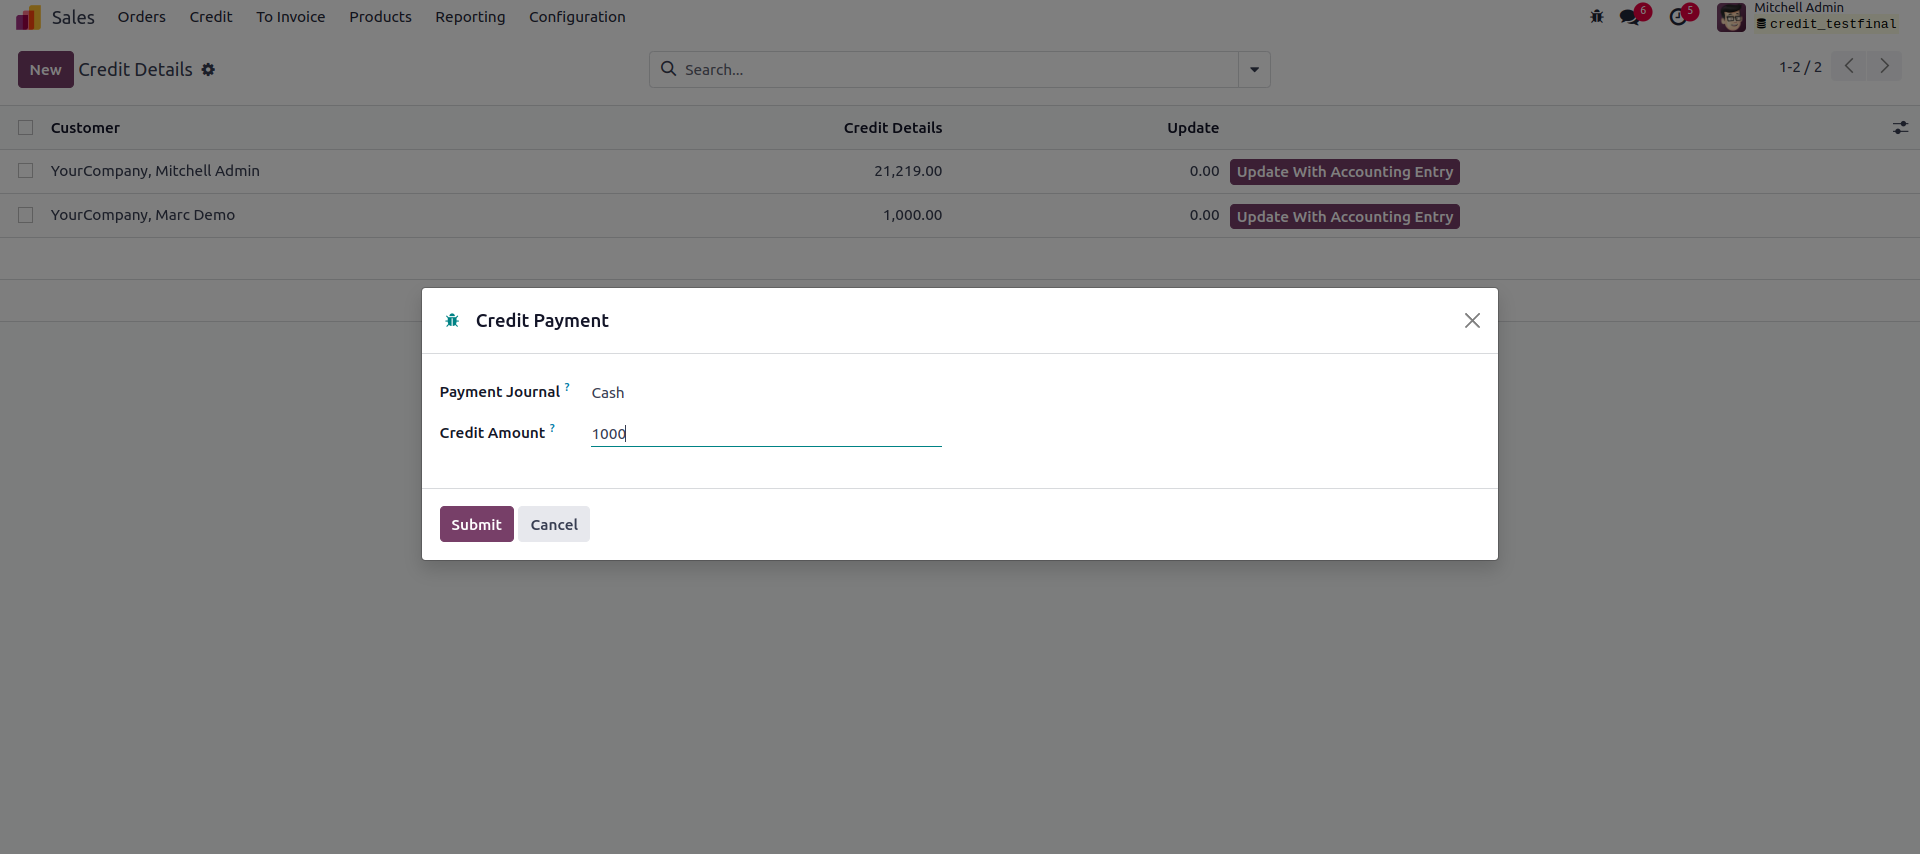 Sales Orders Credit To Invoice Products Reporting Configuration 6 5 Mitchell Admin
credit_testfinal
New Credit Details Search... 1-2 / 2
Customer Credit Details Update
YourCompany, Mitchell Admin 21,219.00 0.00 Update With Accounting Entry
YourCompany, Marc Demo 1,000.00 0.00 Update With Accounting Entry
Credit Payment
Payment Journal ? Cash
Credit Amount ? 1000
Submit Cancel